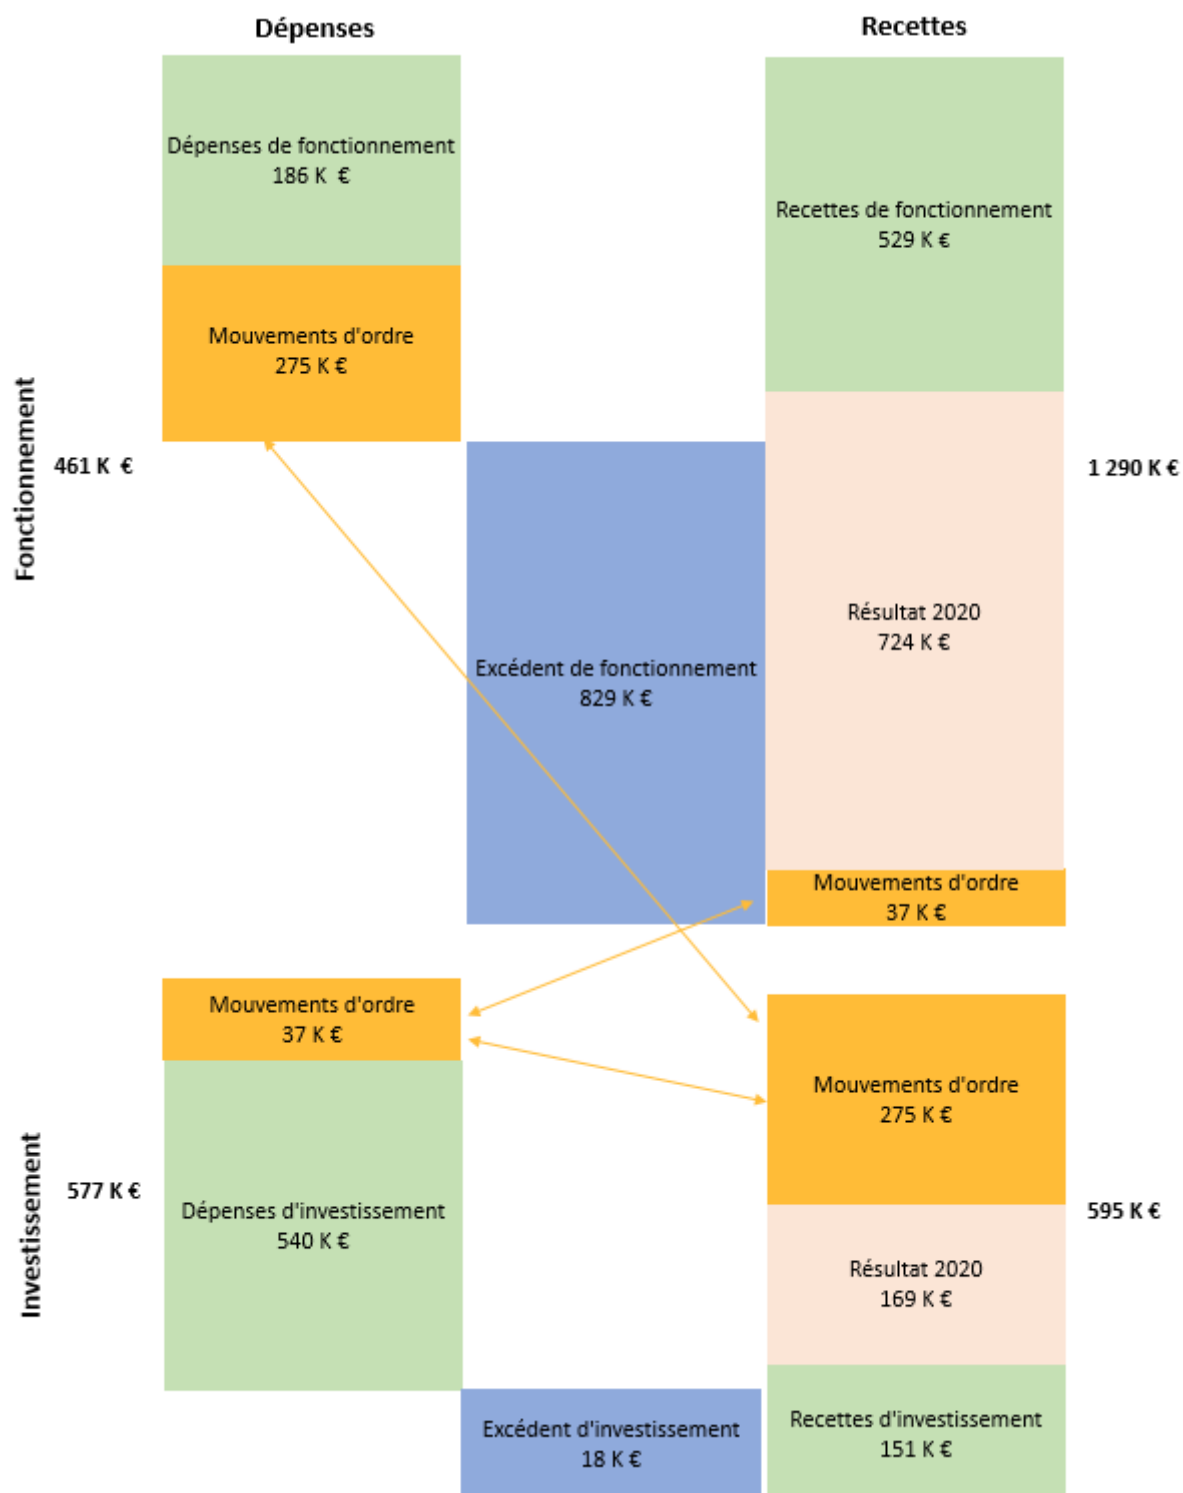 Dépenses
Recettes
Dépenses de fonctionnement
186 K  €
Recettes de fonctionnement
529 K €
Mouvements d'ordre
275 K €
Fonctionnement
461 K  €
1 290 K €
Excédent de fonctionnement
829 K €
Résultat 2020
724 K €
Mouvements d'ordre
37 K €
Mouvements d'ordre
37 K €
Mouvements d'ordre
275 K €
Investissement
577 K €
595 K €
Dépenses d'investissement
540 K €
Résultat 2020
169 K €
Excédent d'investissement
18 K €
Recettes d'investissement
151 K €